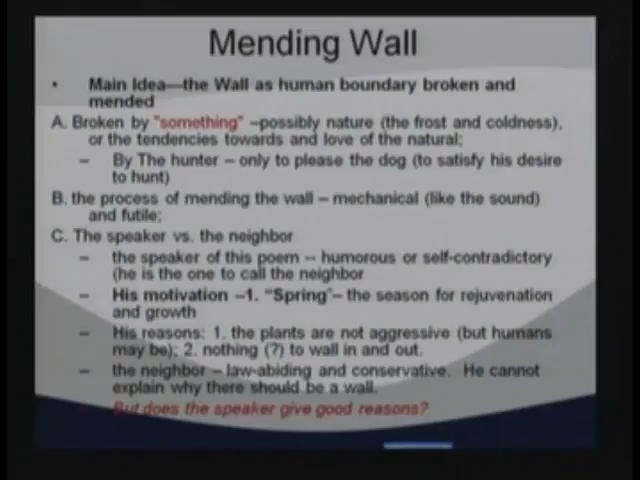 Mending Wall
• Main Idea—the Wall as human boundary broken and
mended
A. Broken by "something" –possibly nature (the frost and coldness),
or the tendencies towards and love of the natural;
– By The hunter – only to please the dog (to satisfy his desire
to hunt)
B. the process of mending the wall – mechanical (like the sound)
and futile;
C. The speaker vs. the neighbor
– the speaker of this poem -- humorous or self-contradictory
(he is the one to call the neighbor
– His motivation –1. "Spring"– the season for rejuvenation
and growth
– His reasons: 1. the plants are not aggressive (but humans
may be); 2. nothing (?) to wall in and out.
– the neighbor – law-abiding and conservative. He cannot
explain why there should be a wall.
– But does the speaker give good reasons?